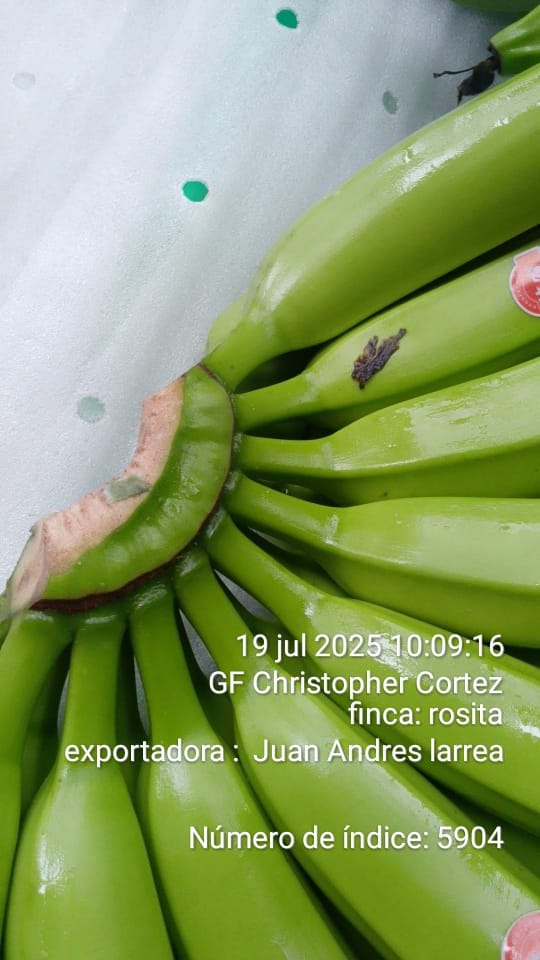 19 jul 2025 10:09:16
GF Christopher Cortez
finca: rosita
exportadora :  Juan Andres larrea
Número de índice: 5904